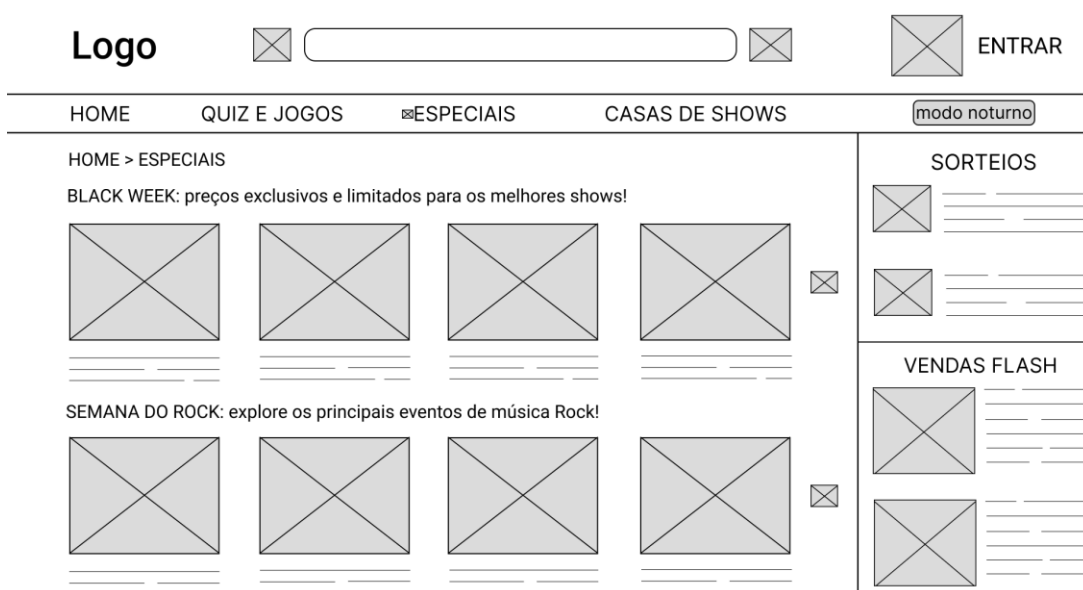 Logo
ENTRAR
HOME QUIZ E JOGOS ESPECIAIS CASAS DE SHOWS modo noturno
HOME > ESPECIAIS
BLACK WEEK: preços exclusivos e limitados para os melhores shows!
SEMANA DO ROCK: explore os principais eventos de música Rock!
SORTEIOS
VENDAS FLASH